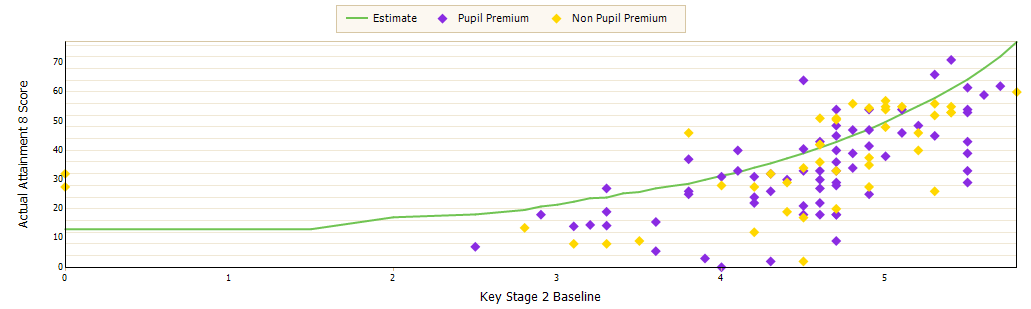 Estimate Pupil Premium Non Pupil Premium
Actual Attainment 8 Score
70
60
50
40
30
20
10
0
0 1 2 3 4 5
Key Stage 2 Baseline